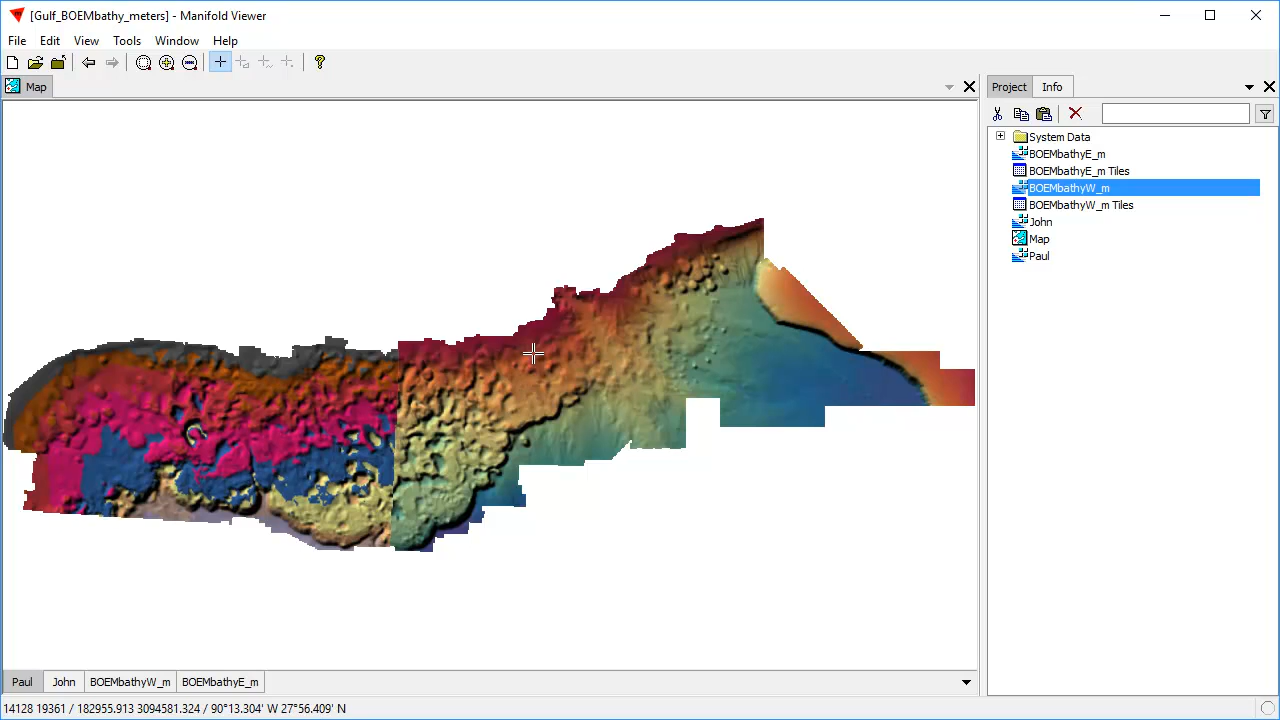 [Gulf_BOEMbathy_meters] - Manifold Viewer
File Edit View Tools Window Help
Map
Project Info
System Data
BOEMbathyE_m
BOEMbathyE_m Tiles
BOEMbathyW_m
BOEMbathyW_m Tiles
John
Map
Paul
Paul John BOEMbathyW_m BOEMbathyE_m
14128 19361 / 182955.913 3094581.324 / 90°13.304' W 27°56.409' N